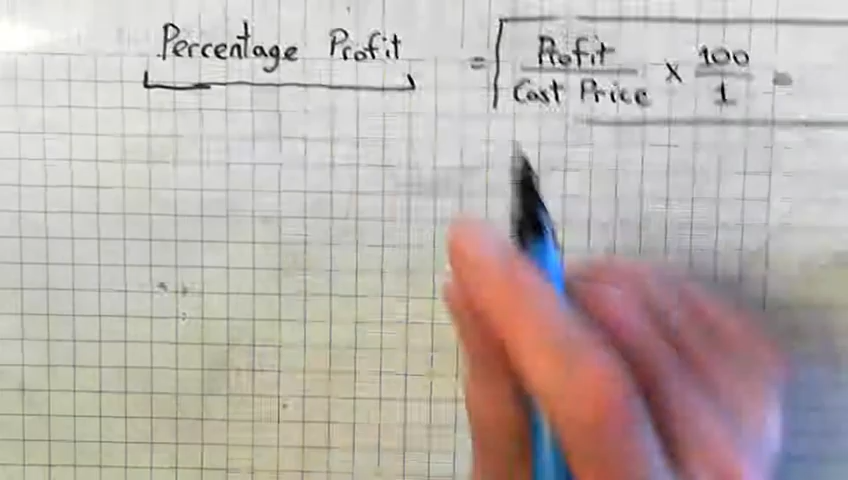 Percentage Profit = Profit / Cost Price × 100 / 1